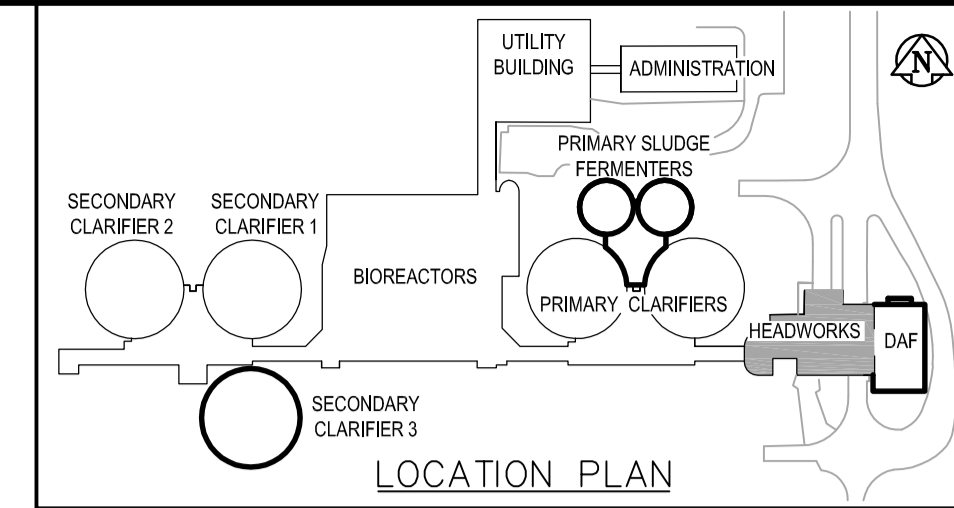 UTILITY
BUILDING
ADMINISTRATION
N
PRIMARY SLUDGE
FERMENTERS
SECONDARY
CLARIFIER 2
SECONDARY
CLARIFIER 1
BIOREACTORS
PRIMARY CLARIFIERS
HEADWORKS
DAF
SECONDARY
CLARIFIER 3
LOCATION PLAN